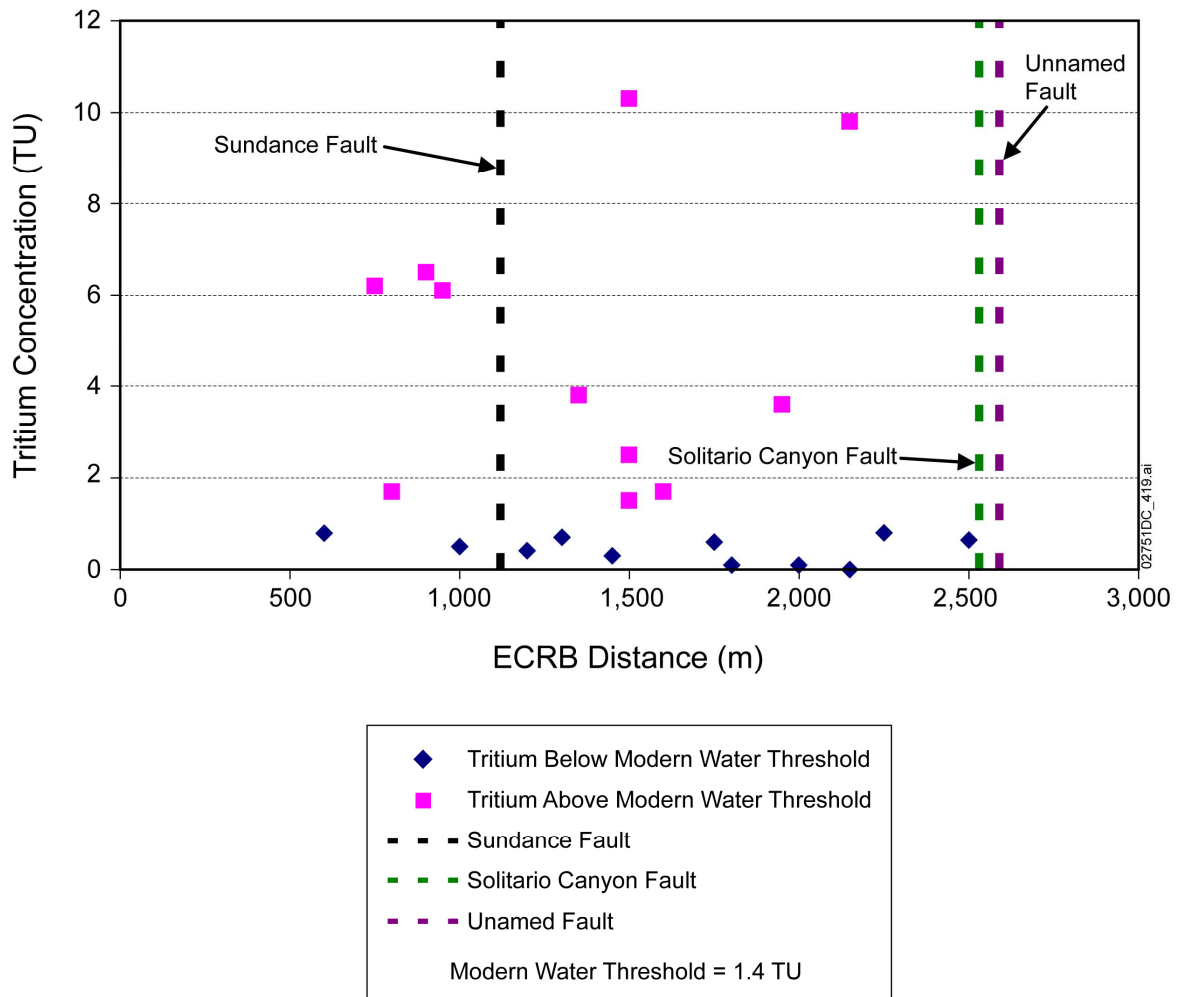 12
10
8
6
4
2
0
Tritium Concentration (TU)
Sundance Fault
Unnamed
Fault
Solitario Canyon Fault
02751DC_419.ai
0
500
1,000
1,500
2,000
2,500
3,000
ECRB Distance (m)
Tritium Below Modern Water Threshold
Tritium Above Modern Water Threshold
Sundance Fault
Solitario Canyon Fault
Unamed Fault
Modern Water Threshold = 1.4 TU